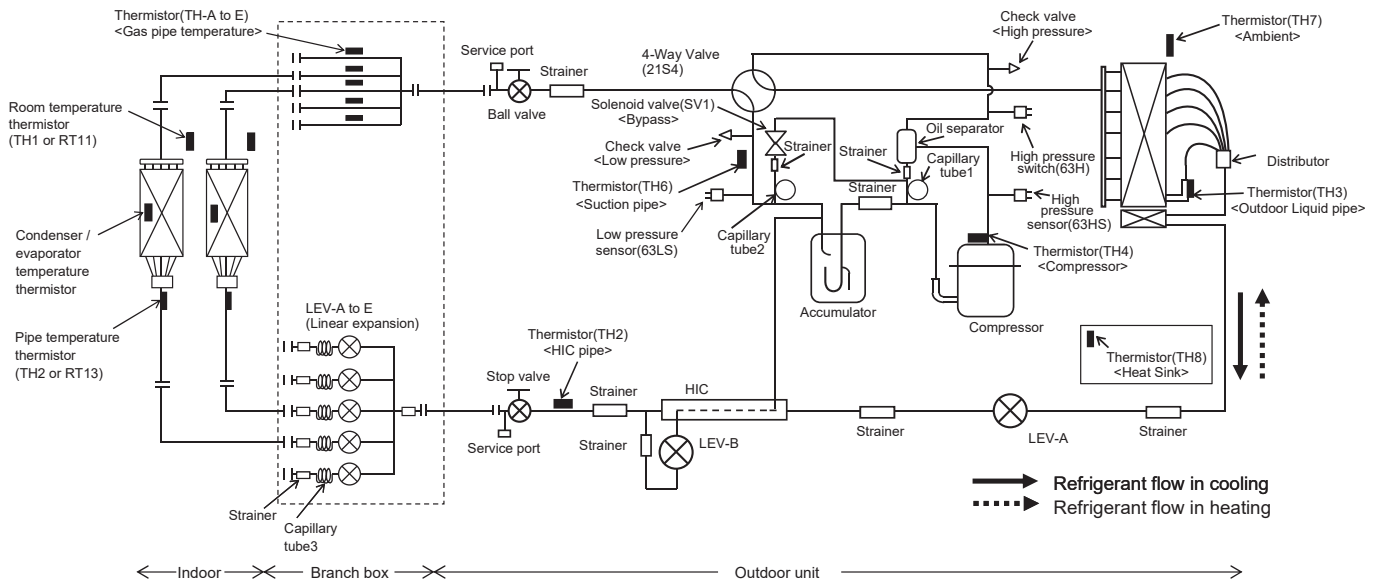 Thermistor(TH-A to E)
<Gas pipe temperature>
Service port
Strainer
Ball valve
4-Way Valve
(21S4)
Check valve
<High pressure>
Thermistor(TH7)
<Ambient>
Room temperature
thermistor
(TH1 or RT11)
Solenoid valve(SV1)
<Bypass>
Check valve
<Low pressure>
Strainer
Strainer
Oil separator
Capillary
tube1
High pressure
switch(63H)
Distributor
Thermistor(TH6)
<Suction pipe>
Strainer
High
pressure
sensor(63HS)
Thermistor(TH3)
<Outdoor Liquid pipe>
Condenser /
evaporator
temperature
thermistor
Low pressure
sensor(63LS)
Capillary
tube2
Thermistor(TH4)
<Compressor>
Accumulator
Compressor
LEV-A to E
(Linear expansion)
Pipe temperature
thermistor
(TH2 or RT13)
Thermistor(TH2)
<HIC pipe>
Thermistor(TH8)
<Heat Sink>
Stop valve
Strainer
HIC
Service port
Strainer
LEV-B
Strainer
LEV-A
Strainer
Refrigerant flow in cooling
Refrigerant flow in heating
Strainer
Capillary
tube3
Indoor
Branch box
Outdoor unit